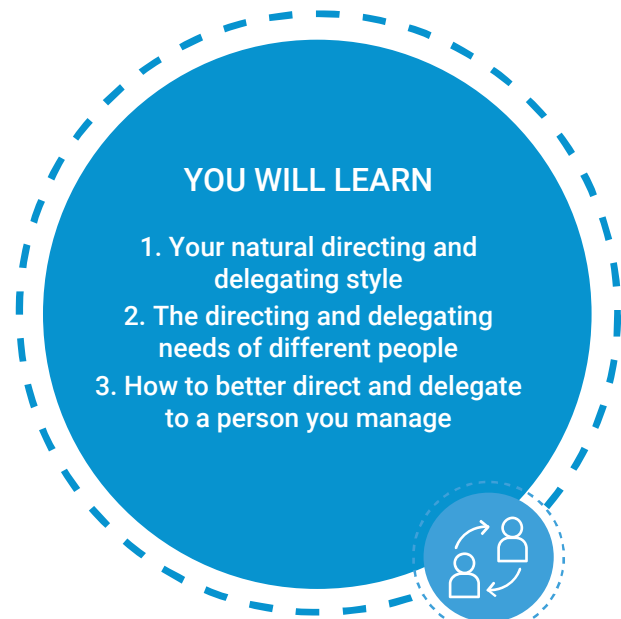 YOU WILL LEARN
1. Your natural directing and
delegating style
2. The directing and delegating
needs of different people
3. How to better direct and delegate
to a person you manage